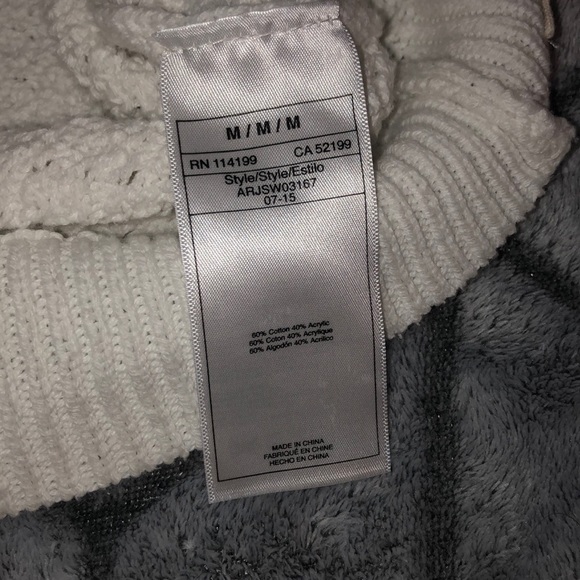 M / M / M
RN 114199 CA 52199
Style/Style/Estilo
ARJSW03167
07-15
60% Cotton 40% Acrylic
60% Coton 40% Acrylique
60% Algodón 40% Acrílico
MADE IN CHINA
FABRIQUÉ EN CHINE
HECHO EN CHINA